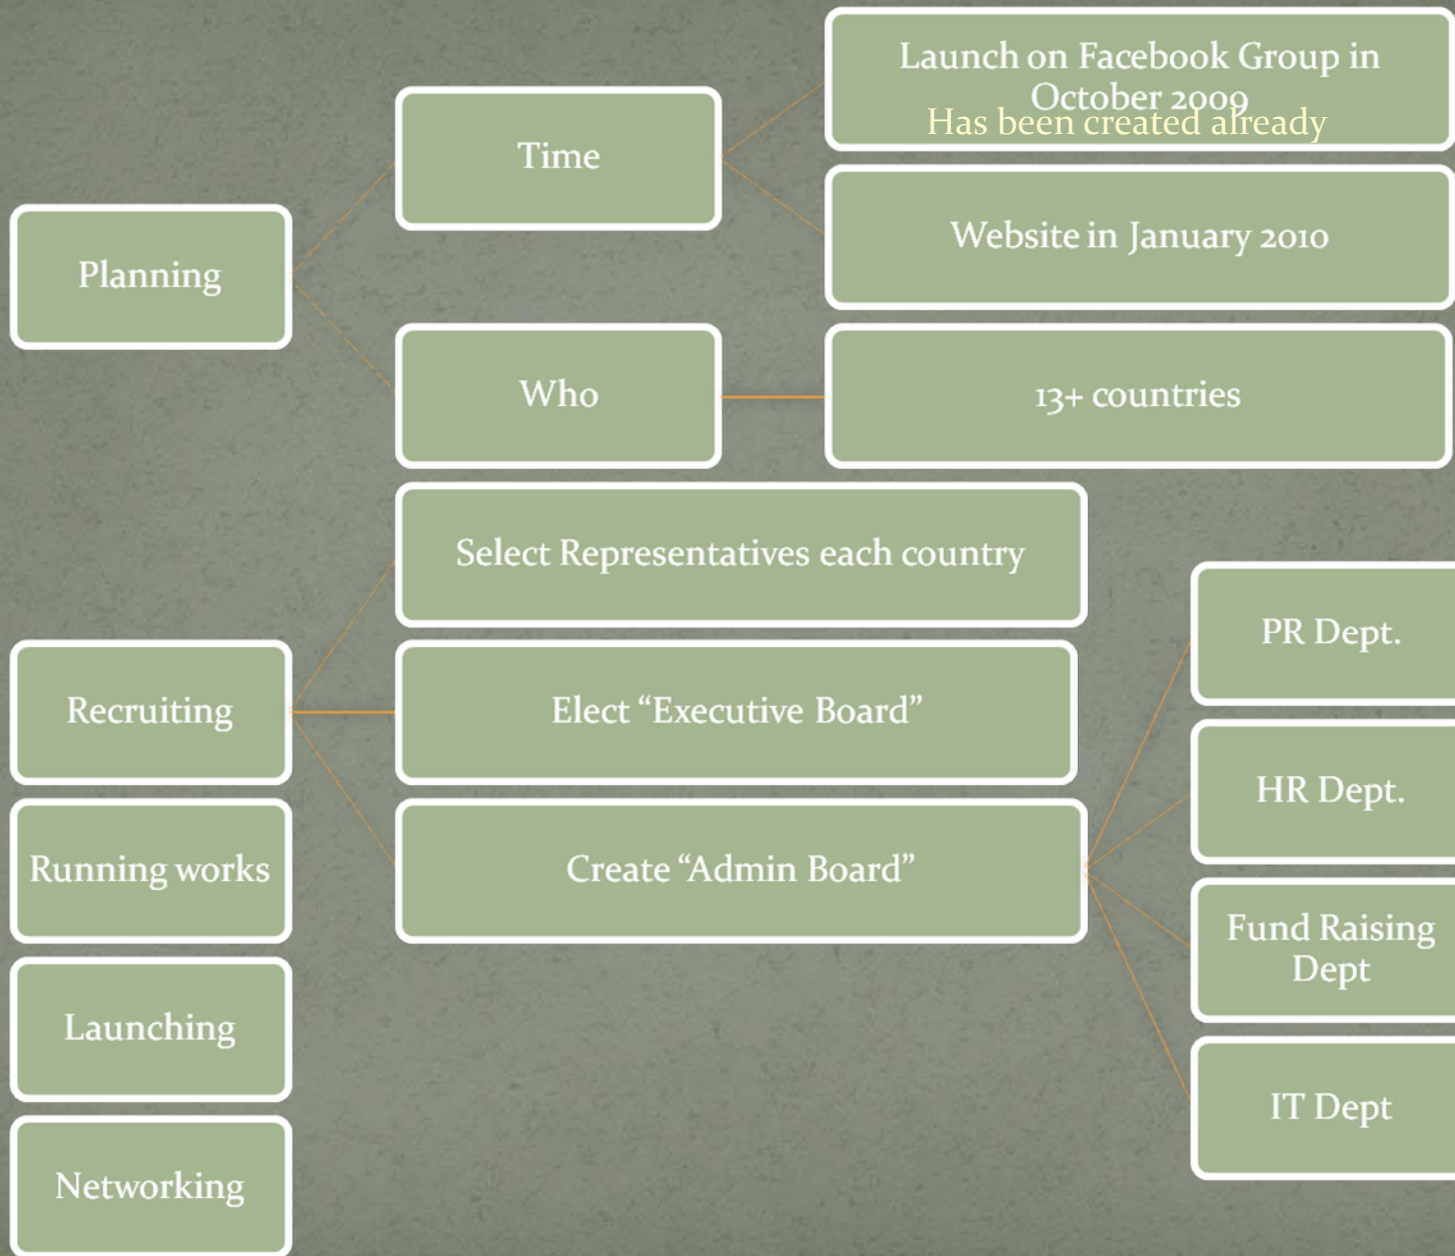 Planning
Time
Launch on Facebook Group in
October 2009
Has been created already
Website in January 2010
Who
13+ countries
Recruiting
Select Representatives each country
Elect “Executive Board”
Create “Admin Board”
PR Dept.
HR Dept.
Fund Raising
Dept
IT Dept
Running works
Launching
Networking